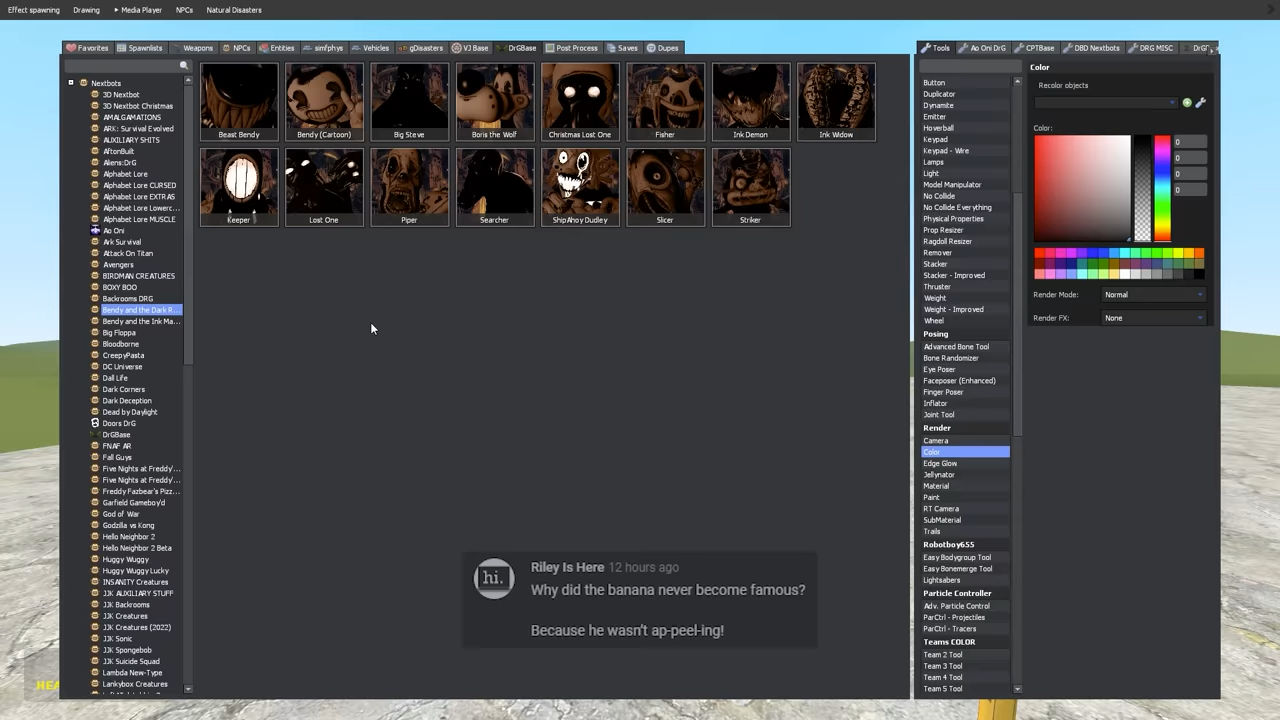 Effect spawning
Drawing
Media Player
NPCs
Natural Disasters
Favorites
Spawnlists
Weapons
NPCs
Entities
simfphys
Vehicles
gDisasters
VJ Base
DrGBase
Post Process
Saves
Dupes
Nextbots
3D Nextbot
3D Nextbot Christmas
AMALGAMATIONS
ARK: Survival Evolved
AUXILIARY SHITS
AftonBuilt
Aliens:DrG
Alphabet Lore
Alphabet Lore CURSED
Alphabet Lore EXTRAS
Alphabet Lore Lowerc...
Alphabet Lore MUSCLE
Ao Oni
Ark Survival
Attack On Titan
Avengers
BIRDMAN CREATURES
BOXY BOO
Backrooms DRG
Bendy and the Dark R...
Bendy and the Ink Ma...
Big Floppa
Bloodborne
CreepyPasta
DC Universe
Dall Life
Dark Corners
Dark Deception
Dead by Daylight
Doors DrG
DrGBase
FNAF AR
Fall Guys
Five Nights at Freddy'...
Five Nights at Freddy'...
Freddy Fazbear's Pizz...
Garfield Gameboy'd
God of War
Godzilla vs Kong
Hello Neighbor 2
Hello Neighbor 2 Beta
Huggy Wuggy
Huggy Wuggy Lucky
INSANITY Creatures
JJK AUXILIARY STUFF
JJK Backrooms
JJK Creatures
JJK Creatures (2022)
JJK Sonic
JJK Spongebob
JJK Suicide Squad
Lambda New-Type
Lankybox Creatures
Beast Bendy
Bendy (Cartoon)
Big Steve
Boris the Wolf
Christmas Lost One
Fisher
Ink Demon
Ink Widow
Keeper
Lost One
Piper
Searcher
Ship Ahoy Dudley
Slicer
Striker
hi.
Riley Is Here 12 hours ago
Why did the banana never become famous?
Because he wasn't ap-peel-ing!
Tools
Ao Oni DrG
CPTBase
DBD Nextbots
DRG MISC
Button
Duplicator
Dynamite
Emitter
Hoverball
Keypad
Keypad - Wire
Lamps
Light
Model Manipulator
No Collide
No Collide Everything
Physical Properties
Prop Resizer
Ragdoll Resizer
Remover
Stacker
Stacker - Improved
Thruster
Weight
Weight - Improved
Wheel
Posing
Advanced Bone Tool
Bone Randomizer
Eye Poser
Faceposer (Enhanced)
Finger Poser
Inflator
Joint Tool
Render
Camera
Color
Edge Glow
Jellynator
Material
Paint
RT Camera
SubMaterial
Trails
Robotboy655
Easy Bodygroup Tool
Easy Bonemerge Tool
Lightsabers
Particle Controller
Adv. Particle Control
ParCtrl - Projectiles
ParCtrl - Tracers
Teams COLOR
Team 2 Tool
Team 3 Tool
Team 4 Tool
Team 5 Tool
Color
Recolor objects
Color:
0
0
0
0
Render Mode:
Normal
Render FX:
None